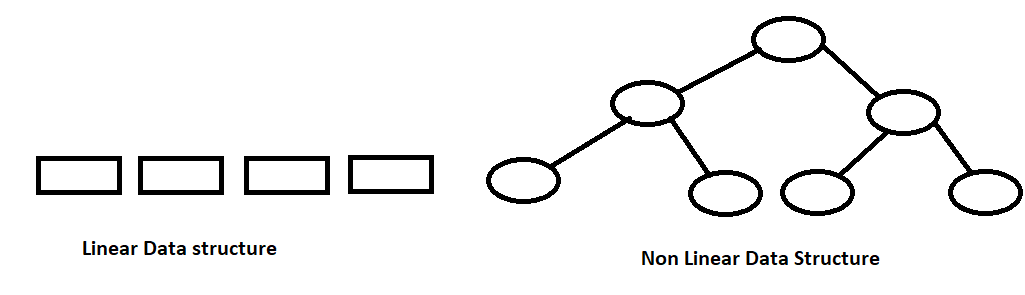 Linear Data structure
Non Linear Data Structure